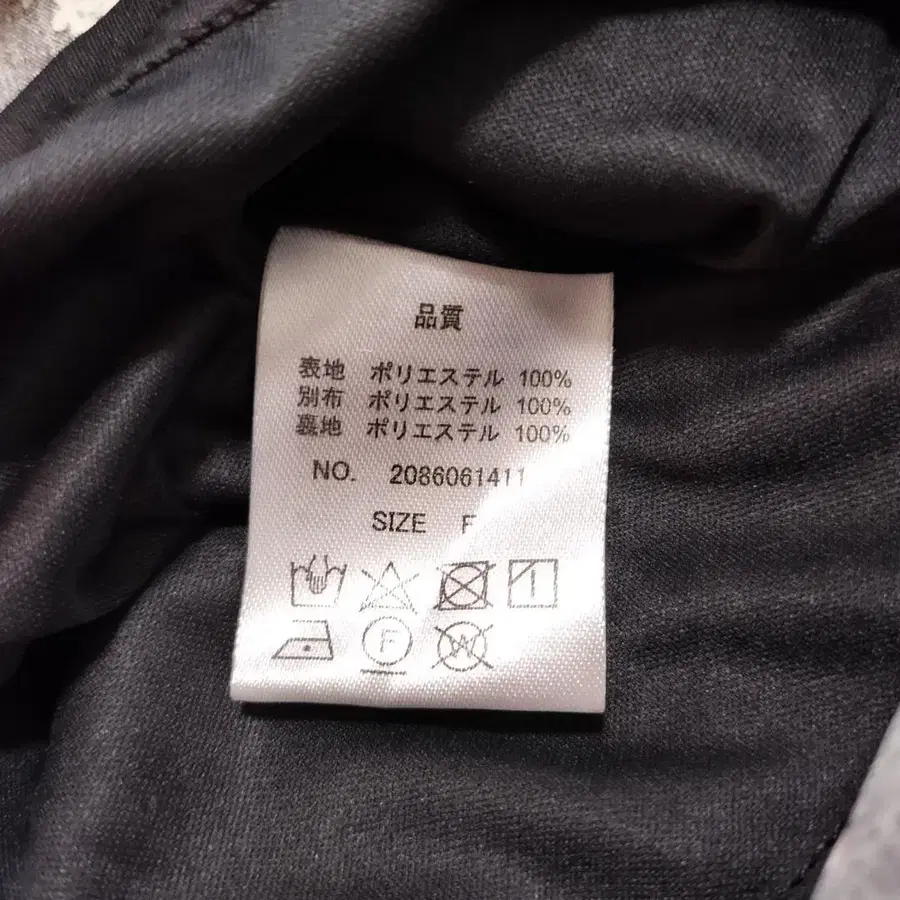 品質
表地 ポリエステル 100%
別布 ポリエステル 100%
裏地 ポリエステル 100%
NO. 2086061411
SIZE F
F
W